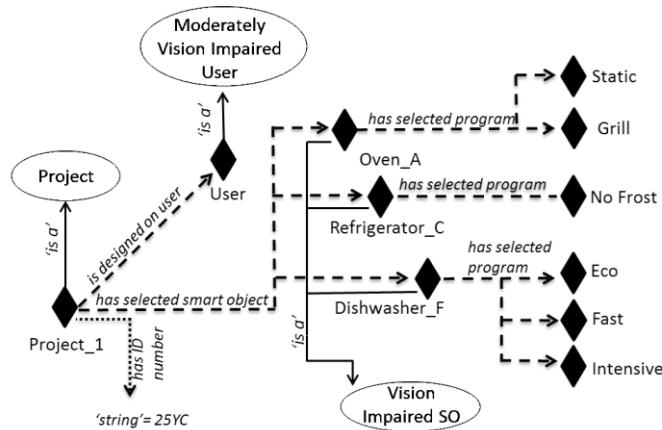 Moderately
Vision Impaired
User
'is a'
Static
has selected program
Grill
Oven_A
Project
User
has selected program
No Frost
Refrigerator_C
'is a'
is designed on user
has selected
program
Eco
has selected smart object
Dishwasher_F
Fast
Project_1
has ID
number
'is a'
Intensive
'string'= 25YC
Vision
Impaired SO